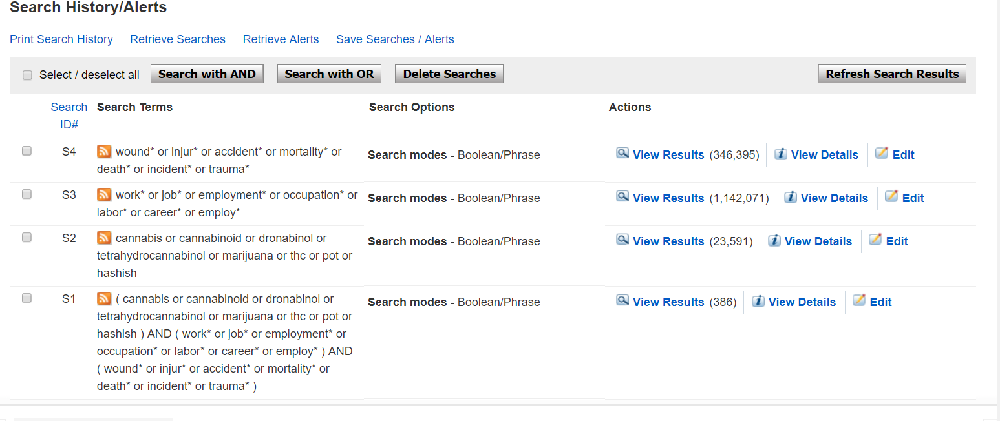 Search History/Alerts
Print Search History Retrieve Searches Retrieve Alerts Save Searches / Alerts
Select / deselect all Search with AND Search with OR Delete Searches Refresh Search Results
Search ID# Search Terms Search Options Actions
S4 wound* or injur* or accident* or mortality* or
death* or incident* or trauma*
Search modes - Boolean/Phrase View Results (346,395) View Details Edit
S3 work* or job* or employment* or occupation* or
labor* or career* or employ*
Search modes - Boolean/Phrase View Results (1,142,071) View Details Edit
S2 cannabis or cannabinoid or dronabinol or
tetrahydrocannabinol or marijuana or thc or pot or
hashish
Search modes - Boolean/Phrase View Results (23,591) View Details Edit
S1 ( cannabis or cannabinoid or dronabinol or
tetrahydrocannabinol or marijuana or thc or pot or
hashish ) AND ( work* or job* or employment* or
occupation* or labor* or career* or employ* ) AND
( wound* or injur* or accident* or mortality* or
death* or incident* or trauma* )
Search modes - Boolean/Phrase View Results (386) View Details Edit